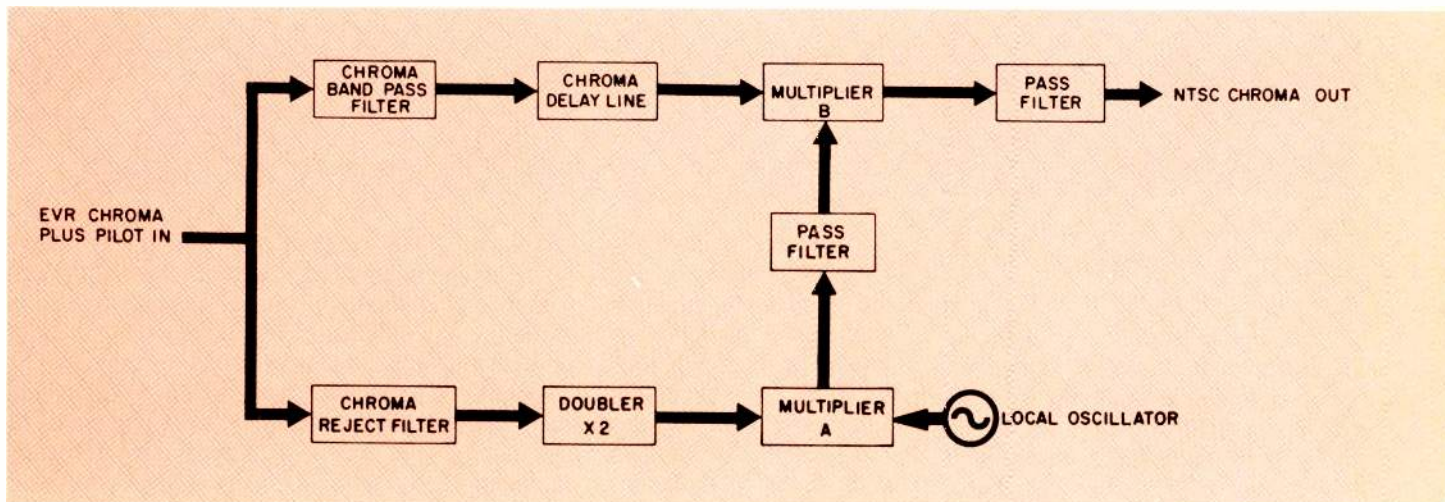 CHROMA
BAND PASS
FILTER
CHROMA
DELAY LINE
MULTIPLIER
B
PASS
FILTER
NTSC CHROMA OUT
EVR CHROMA
PLUS PILOT IN
PASS
FILTER
CHROMA
REJECT FILTER
DOUBLER
X 2
MULTIPLIER
A
LOCAL OSCILLATOR